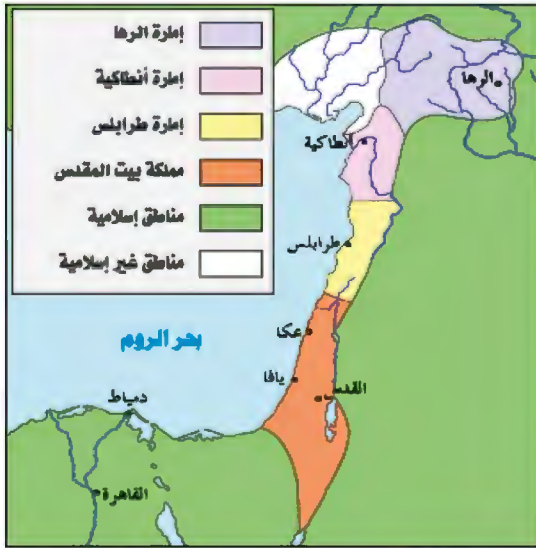 إمارة الرها
إمارة أنطاكية
إمارة طرابلس
مملكة بيت المقدس
مناطق إسلامية
مناطق غير إسلامية
الرها
أنطاكية
طرابلس
عكا
يافا
القدس
بحر الروم
دمياط
القاهرة